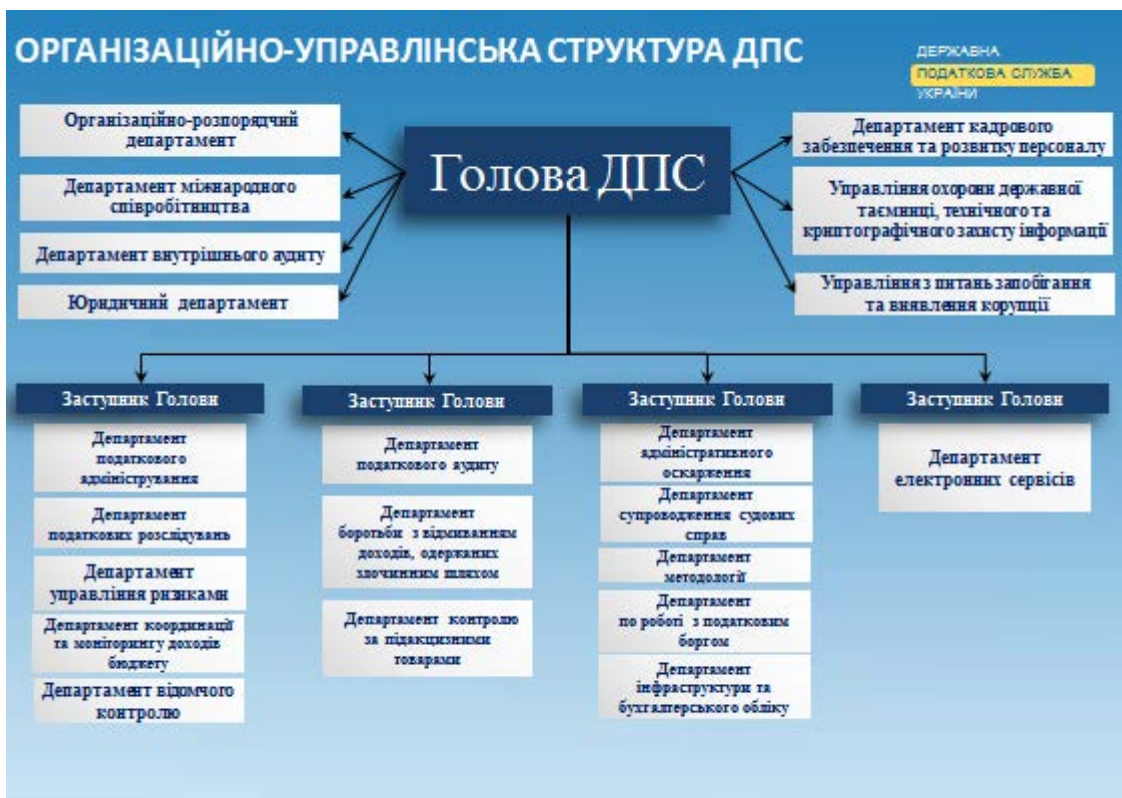 ОРГАНІЗАЦІЙНО-УПРАВЛІНСЬКА СТРУКТУРА ДПС
ДЕРЖАВНА
ПОДАТКОВА СЛУЖБА
УКРАЇНИ
Голова ДПС
Організаційно-розпорядчий
департамент
Департамент міжнародного
співробітництва
Департамент внутрішнього аудиту
Юридичний департамент
Департамент кадрового
забезпечення та розвитку персоналу
Управління охорони державної
таємниці, технічного та
криптографічного захисту інформації
Управління з питань запобігання
та виявлення корупції
Заступник Голови
Департамент
податкового
адміністрування
Департамент
податкових розслідувань
Департамент
управління ризиками
Департамент координації
та моніторингу доходів
бюджету
Департамент відомчого
контролю
Заступник Голови
Департамент
податкового аудиту
Департамент
боротьби з відмиванням
доходів, одержаних
злочинним шляхом
Департамент контролю
за підакцизними
товарами
Заступник Голови
Департамент
адміністративного
оскарження
Департамент
супроводження судових
справ
Департамент
методології
Департамент
по роботі з податковим
боргом
Департамент
інфраструктури та
бухгалтерського обліку
Заступник Голови
Департамент
електронних сервісів